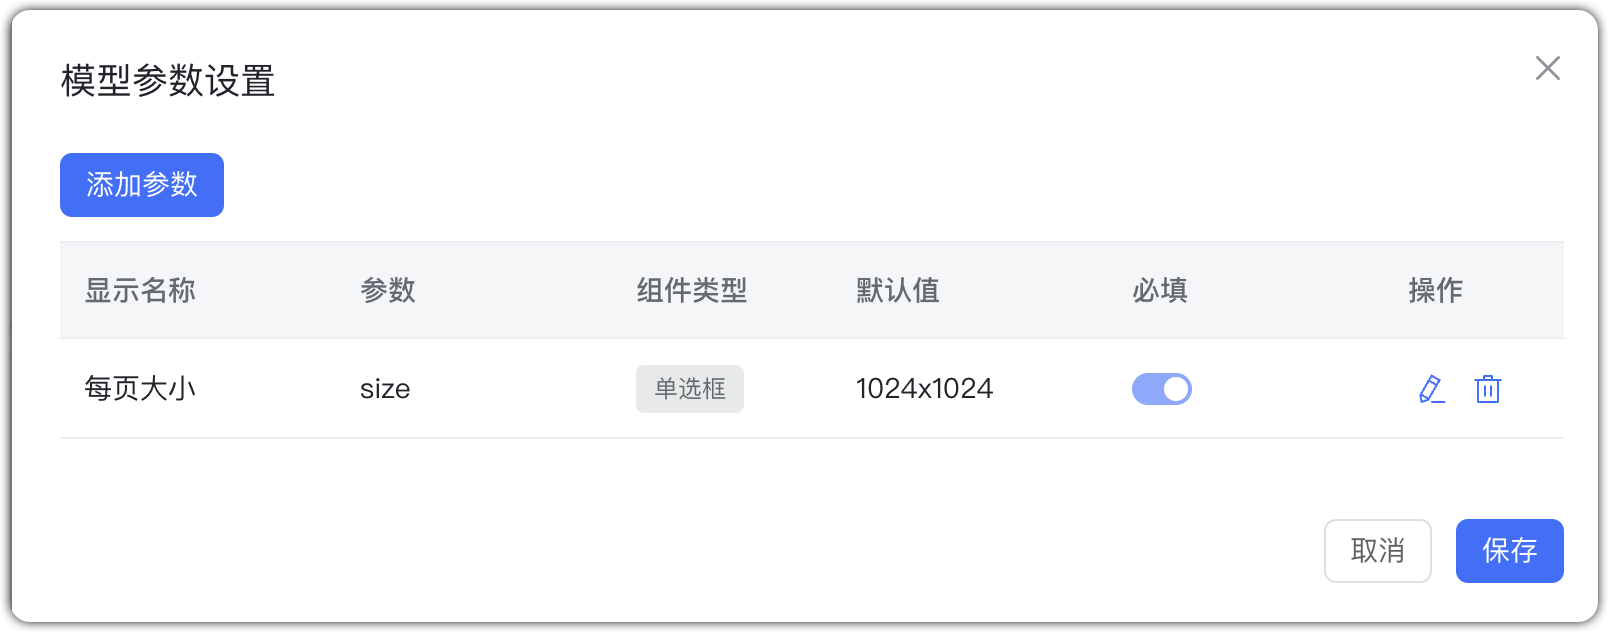 模型参数设置
添加参数
显示名称 参数 组件类型 默认值 必填 操作
每页大小 size 单选框 1024x1024
取消 保存